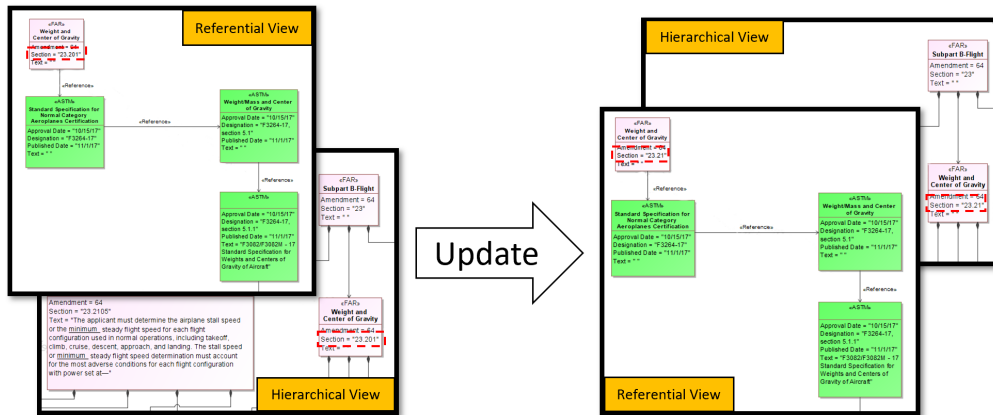 Referential View
«FAR»
Weight and
Center of Gravity
Amendment = 64
Section = "23.201"
Text = " "
«Reference»
«ASTM»
Standard Specification for
Normal Category
Aeroplanes Certification
Approval Date = "10/15/17"
Designation = "F3264-17"
Published Date = "11/1/17"
Text = " "
«Reference»
«ASTM»
Weight/Mass and Center
of Gravity
Approval Date = "10/15/17"
Designation = "F3264-17,
section 5.1"
Published Date = "11/1/17"
Text = " "
«Reference»
«ASTM»
Approval Date = "10/15/17"
Designation = "F3264-17,
section 5.1.1"
Published Date = "11/1/17"
Text = "F3082/F3082M - 17
Standard Specification for
Weights and Centers of
Gravity of Aircraft"
«FAR»
Subpart B-Flight
Amendment = 64
Section = "23"
Text = " "
«FAR»
Weight and
Center of Gravity
Amendment = 64
Section = "23.201"
Text = " "
Amendment = 64
Section = "23.2105"
Text = "The applicant must determine the airplane stall speed
or the minimum steady flight speed for each flight
configuration used in normal operations, including takeoff,
climb, cruise, descent, approach, and landing. The stall
speed or
minimum steady flight speed determination must account
for the most adverse conditions for each flight configuration
with power set at—"
Hierarchical View
Update
Hierarchical View
«FAR»
Subpart B-Flight
Amendment = 64
Section = "23"
Text = " "
«FAR»
Weight and
Center of Gravity
Amendment = 64
Section = "23.21"
Text = " "
«FAR»
Weight and
Center of Gravity
Amendment = 64
Section = "23.21"
Text = " "
«Reference»
«ASTM»
Standard Specification for
Normal Category
Aeroplanes Certification
Approval Date = "10/15/17"
Designation = "F3264-17"
Published Date = "11/1/17"
Text = " "
«Reference»
«ASTM»
Weight/Mass and Center
of Gravity
Approval Date = "10/15/17"
Designation = "F3264-17,
section 5.1"
Published Date = "11/1/17"
Text = " "
«Reference»
«ASTM»
Approval Date = "10/15/17"
Designation = "F3264-17,
section 5.1.1"
Published Date = "11/1/17"
Text = "F3082/F3082M - 17
Standard Specification for
Weights and Centers of
Gravity of Aircraft"
Referential View